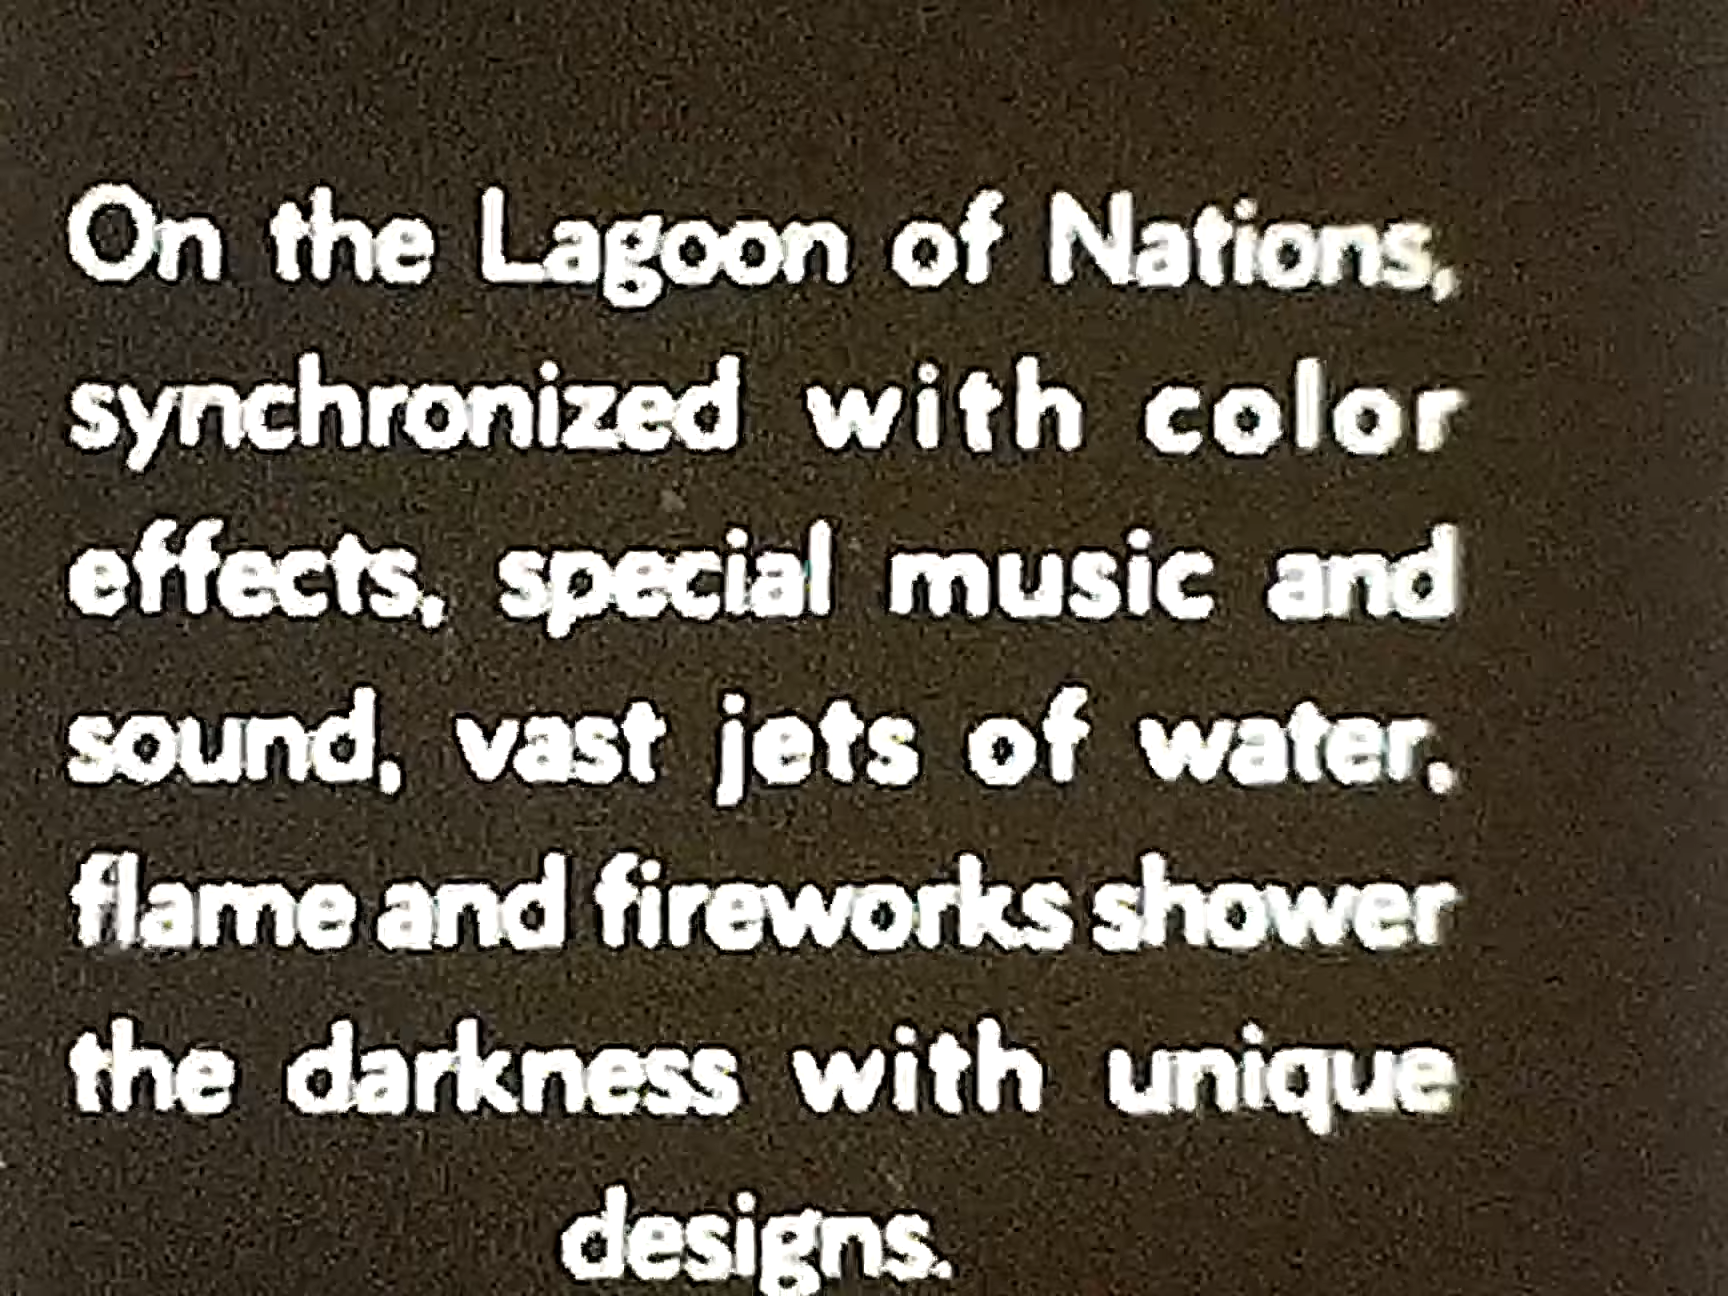 On the Lagoon of Nations,
synchronized with color
effects, special music and
sound, vast jets of water,
flame and fireworks shower
the darkness with unique
designs.